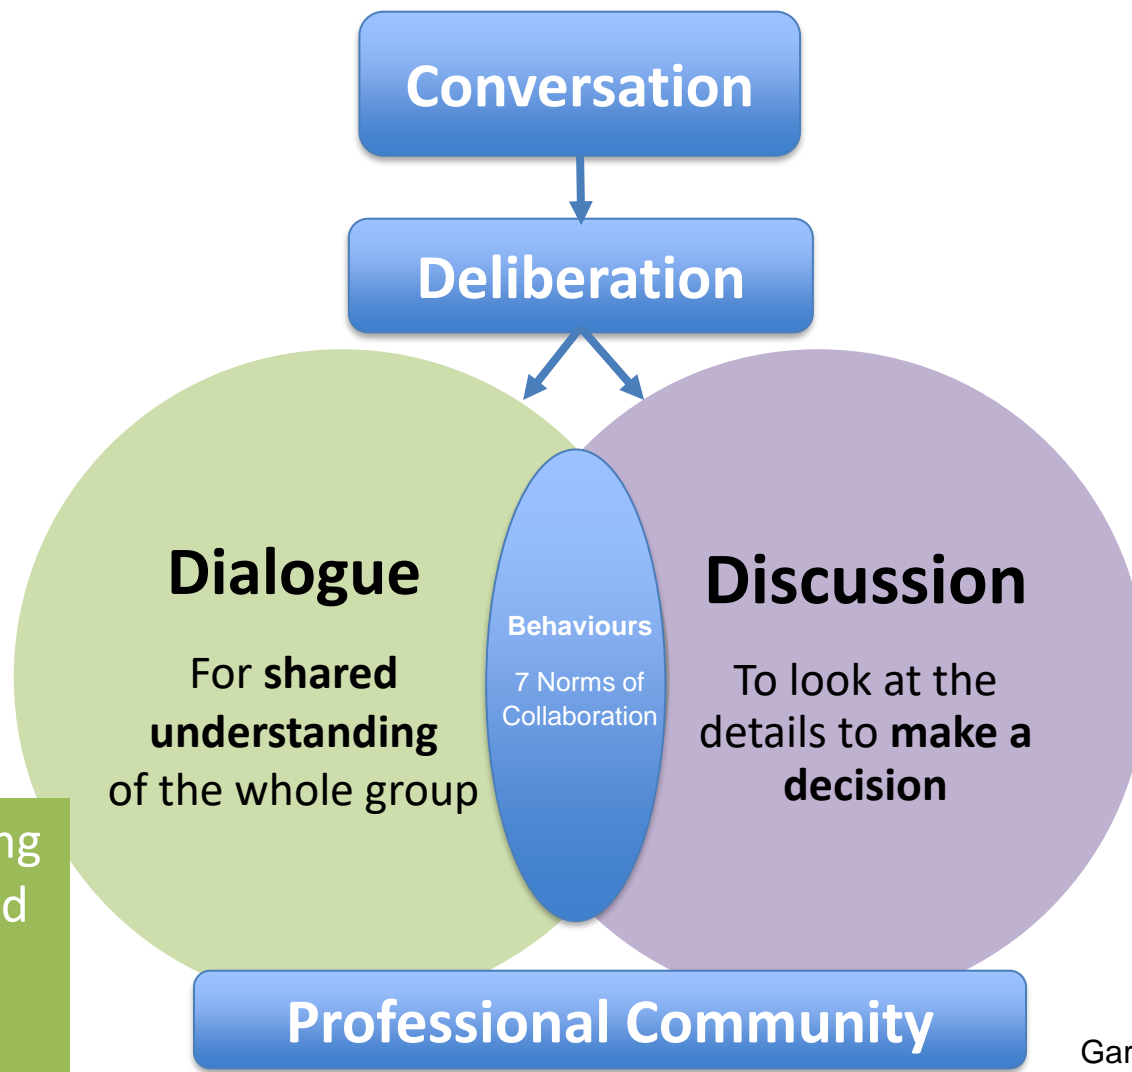 Conversation
Deliberation
Dialogue
For shared
understanding
of the whole group
Behaviours
7 Norms of
Collaboration
Discussion
To look at the
details to make a
decision
Professional Community